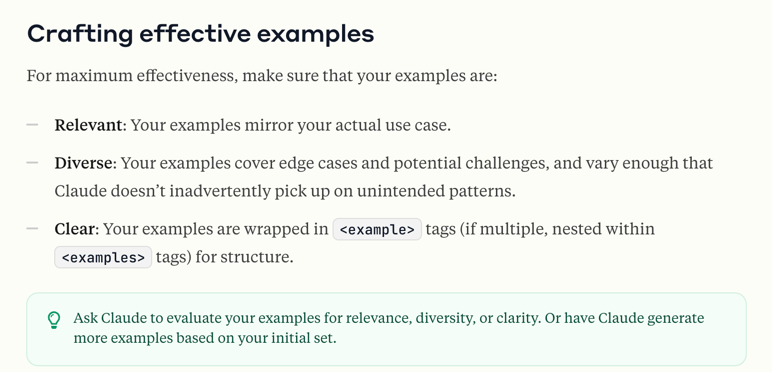 Crafting effective examples
For maximum effectiveness, make sure that your examples are:
— Relevant: Your examples mirror your actual use case.
— Diverse: Your examples cover edge cases and potential challenges, and vary enough that
Claude doesn’t inadvertently pick up on unintended patterns.
— Clear: Your examples are wrapped in <example> tags (if multiple, nested within
<examples> tags) for structure.
Ask Claude to evaluate your examples for relevance, diversity, or clarity. Or have Claude generate
more examples based on your initial set.